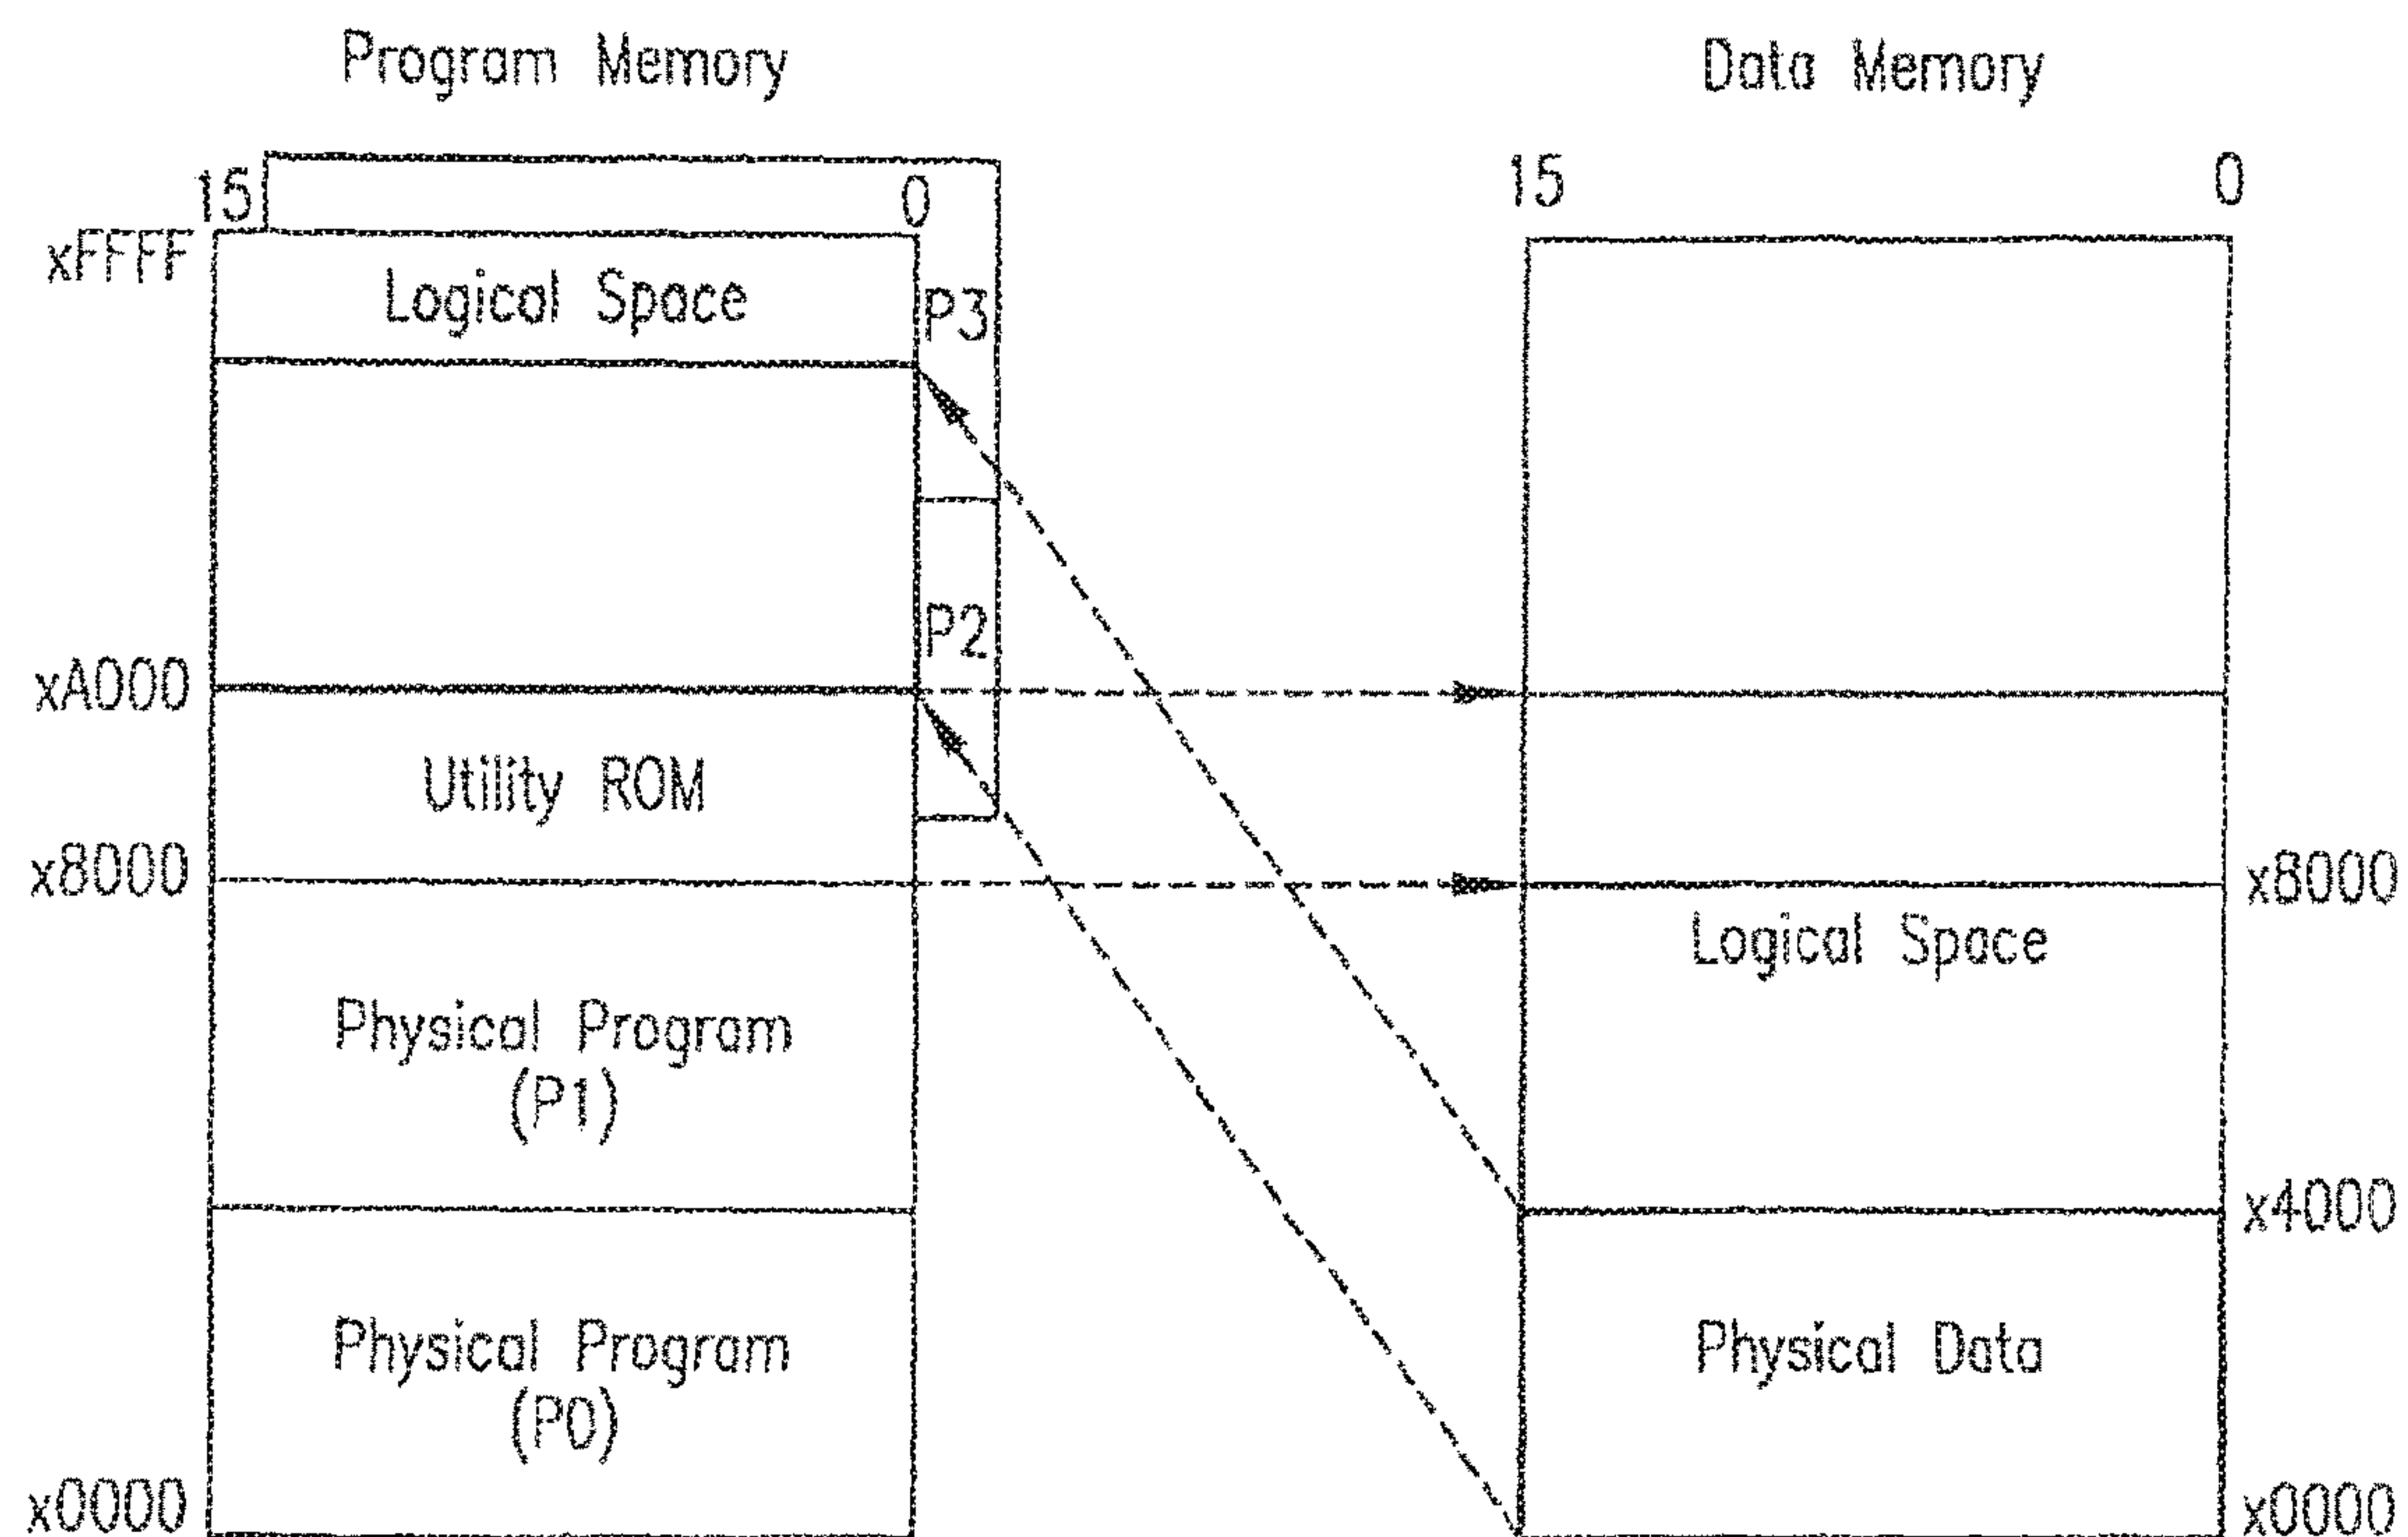 Program Memory
15
0
xFFFF
Logical Space
P3
P2
xA000
Utility ROM
x8000
Physical Program
(P1)
Physical Program
(P0)
x0000
Data Memory
15
0
x8000
Logical Space
x4000
Physical Data
x0000